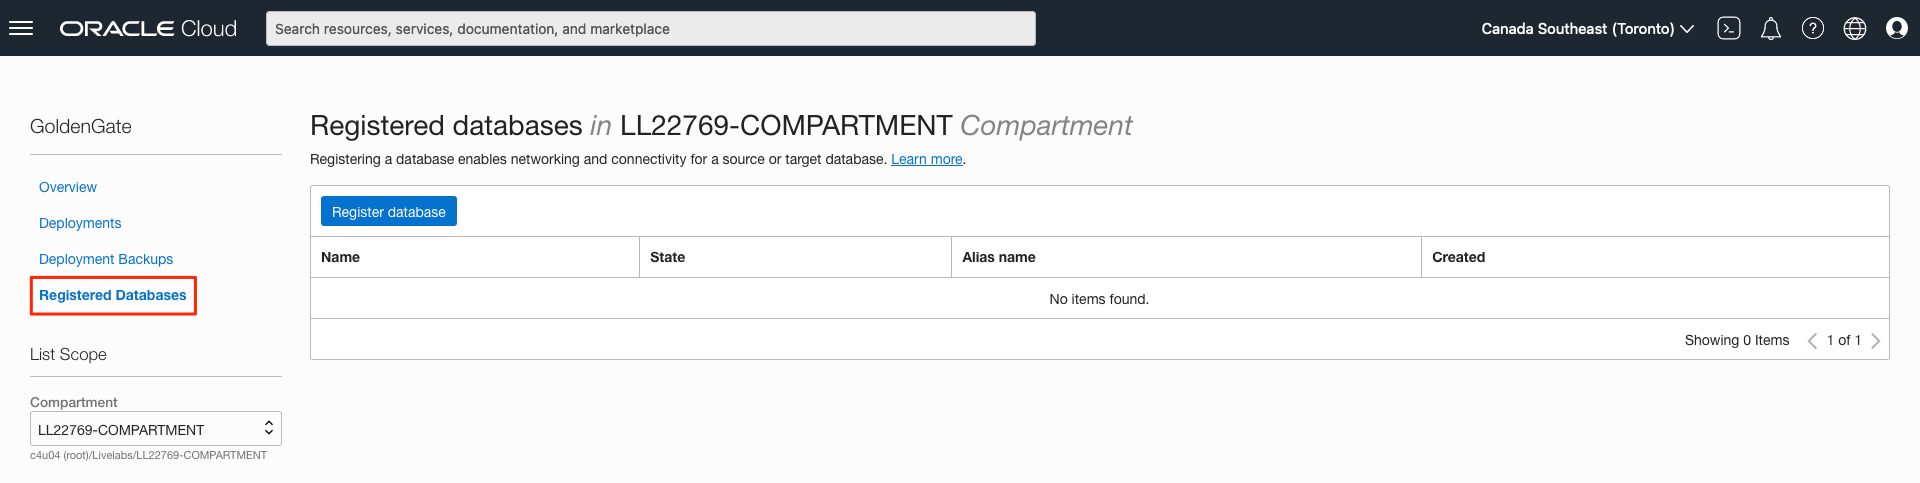 ORACLE Cloud
Search resources, services, documentation, and marketplace
Canada Southeast (Toronto)
GoldenGate
Overview
Deployments
Deployment Backups
Registered Databases
List Scope
Compartment
LL22769-COMPARTMENT
c4u04 (root)/Livelabs/LL22769-COMPARTMENT
Registered databases in LL22769-COMPARTMENT Compartment
Registering a database enables networking and connectivity for a source or target database. Learn more.
Register database
Name State Alias name Created
No items found.
Showing 0 Items 1 of 1